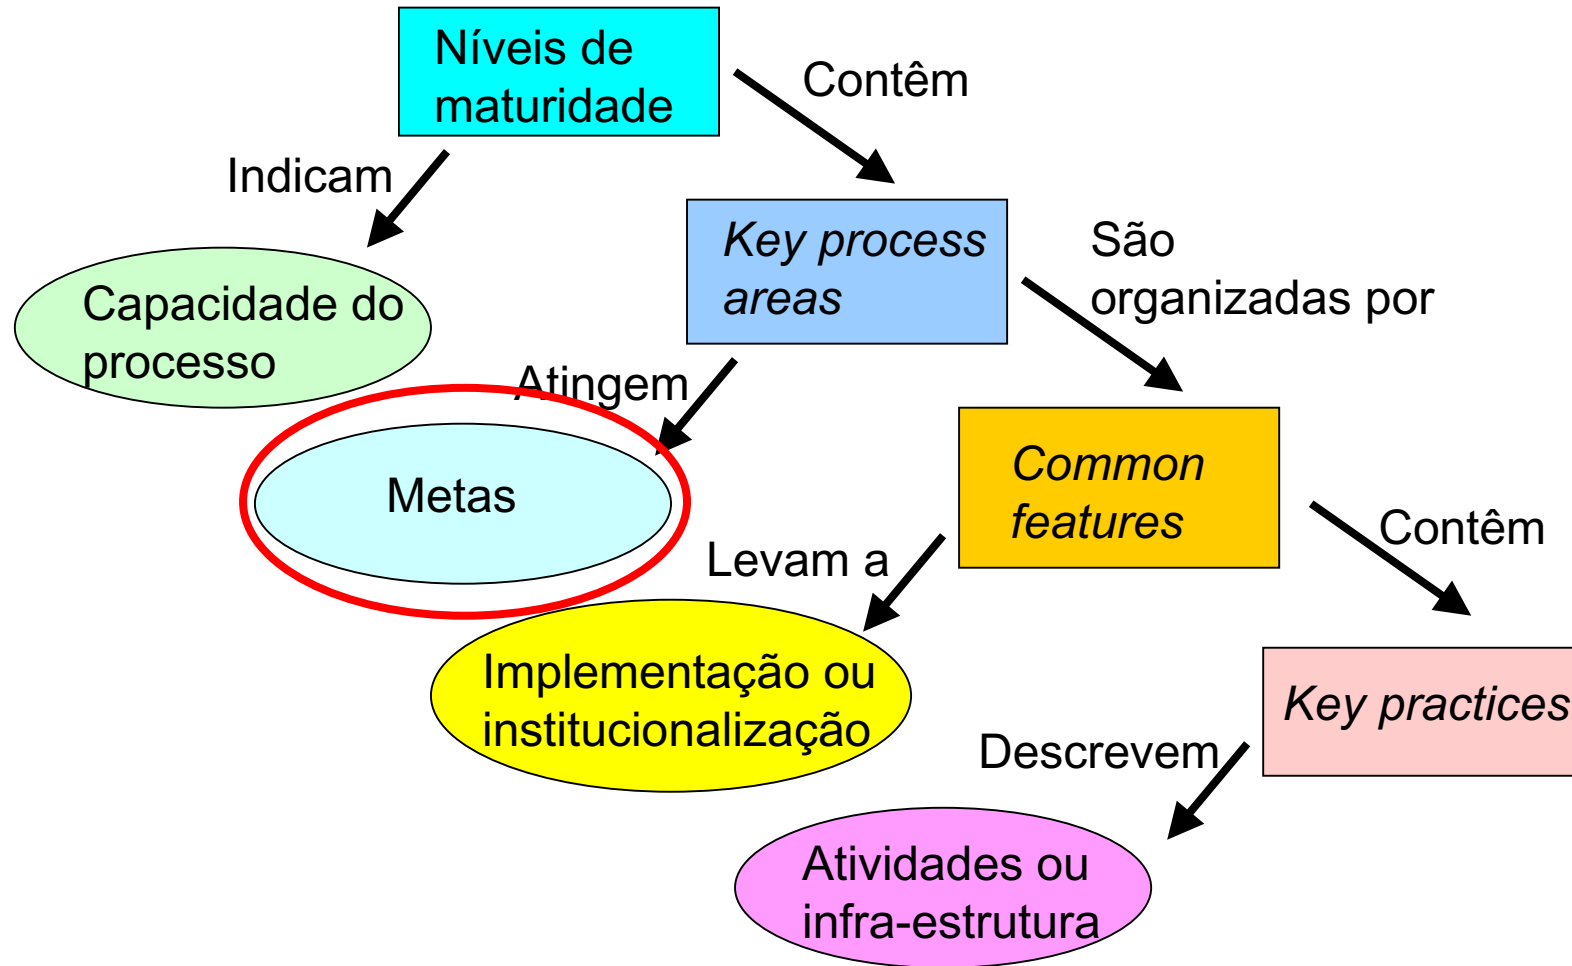 Níveis de
maturidade
Contêm
Indicam
Key process
areas
São
organizadas por
Capacidade do
processo
Atingem
Metas
Common
features
Contêm
Levam a
Implementação ou
institucionalização
Key practices
Descrevem
Atividades ou
infra-estrutura